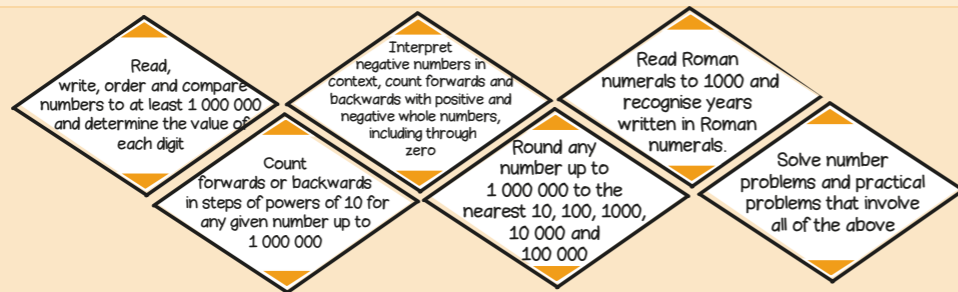 Read,
write, order and compare
numbers to at least 1 000 000
and determine the value of
each digit
Count
forwards or backwards
in steps of powers of 10 for
any given number up to
1 000 000
Interpret
negative numbers in
context, count forwards and
backwards with positive and
negative whole numbers,
including through
zero
Round any
number up to
1 000 000 to the
nearest 10, 100, 1000,
10 000 and
100 000
Read Roman
numerals to 1000 and
recognise years
written in Roman
numerals.
Solve number
problems and practical
problems that involve
all of the above